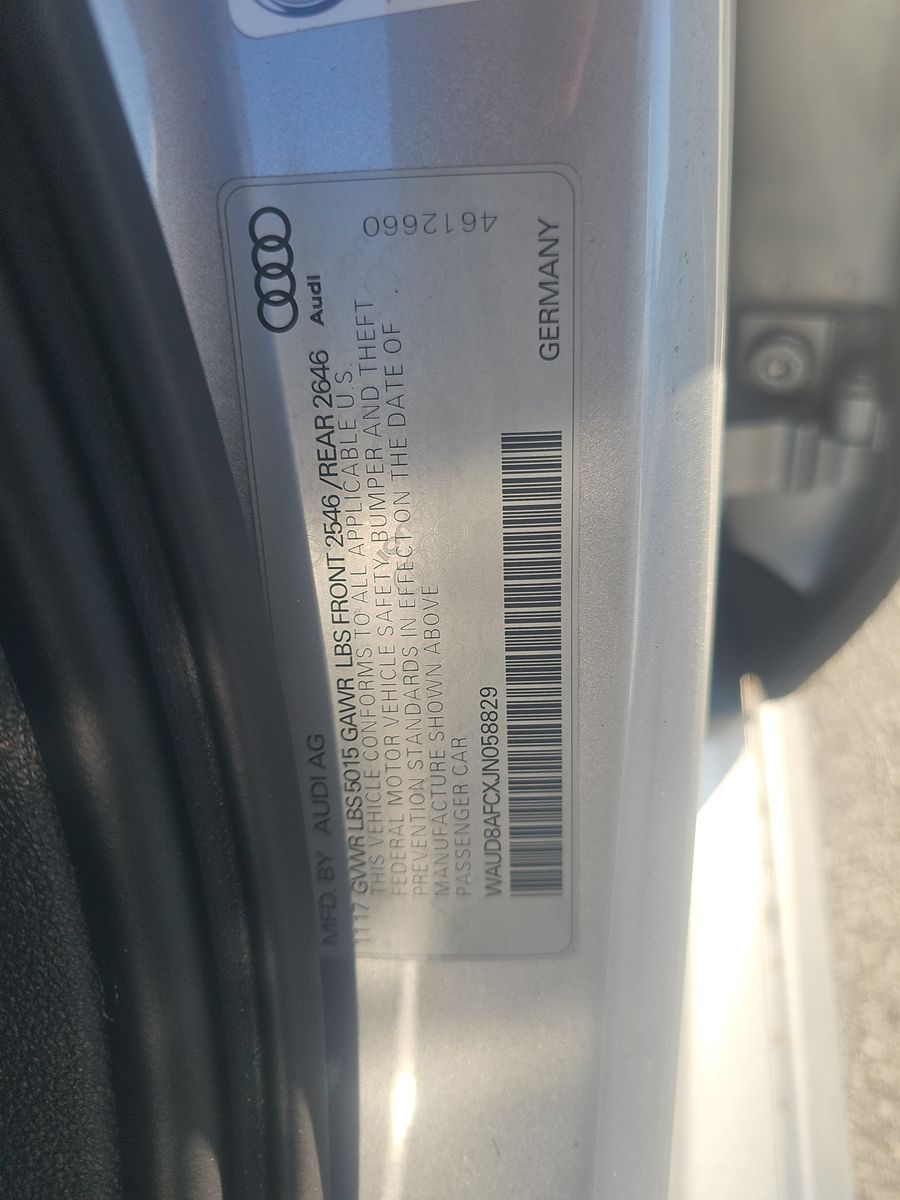 Audi
MFD. BY AUDI AG
11 17 GVWR LBS 5015 GAWR LBS FRONT 2546 /REAR 2646
THIS VEHICLE CONFORMS TO ALL APPLICABLE U.S.
FEDERAL MOTOR VEHICLE SAFETY, BUMPER AND THEFT
PREVENTION STANDARDS IN EFFECT ON THE DATE OF
MANUFACTURE SHOWN ABOVE
PASSENGER CAR
WAUD8AFCXJN058829
GERMANY
4612660